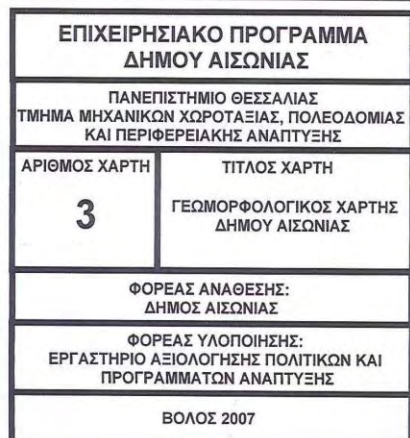 ΕΠΙΧΕΙΡΗΣΙΑΚΟ ΠΡΟΓΡΑΜΜΑ
ΔΗΜΟΥ ΑΙΣΩΝΙΑΣ
ΠΑΝΕΠΙΣΤΗΜΙΟ ΘΕΣΣΑΛΙΑΣ
ΤΜΗΜΑ ΜΗΧΑΝΙΚΩΝ ΧΩΡΟΤΑΞΙΑΣ, ΠΟΛΕΟΔΟΜΙΑΣ
ΚΑΙ ΠΕΡΙΦΕΡΕΙΑΚΗΣ ΑΝΑΠΤΥΞΗΣ
ΑΡΙΘΜΟΣ ΧΑΡΤΗ
3
ΤΙΤΛΟΣ ΧΑΡΤΗ
ΓΕΩΜΟΡΦΟΛΟΓΙΚΟΣ ΧΑΡΤΗΣ
ΔΗΜΟΥ ΑΙΣΩΝΙΑΣ
ΦΟΡΕΑΣ ΑΝΑΘΕΣΗΣ:
ΔΗΜΟΣ ΑΙΣΩΝΙΑΣ
ΦΟΡΕΑΣ ΥΛΟΠΟΙΗΣΗΣ:
ΕΡΓΑΣΤΗΡΙΟ ΑΞΙΟΛΟΓΗΣΗΣ ΠΟΛΙΤΙΚΩΝ ΚΑΙ
ΠΡΟΓΡΑΜΜΑΤΩΝ ΑΝΑΠΤΥΞΗΣ
ΒΟΛΟΣ 2007